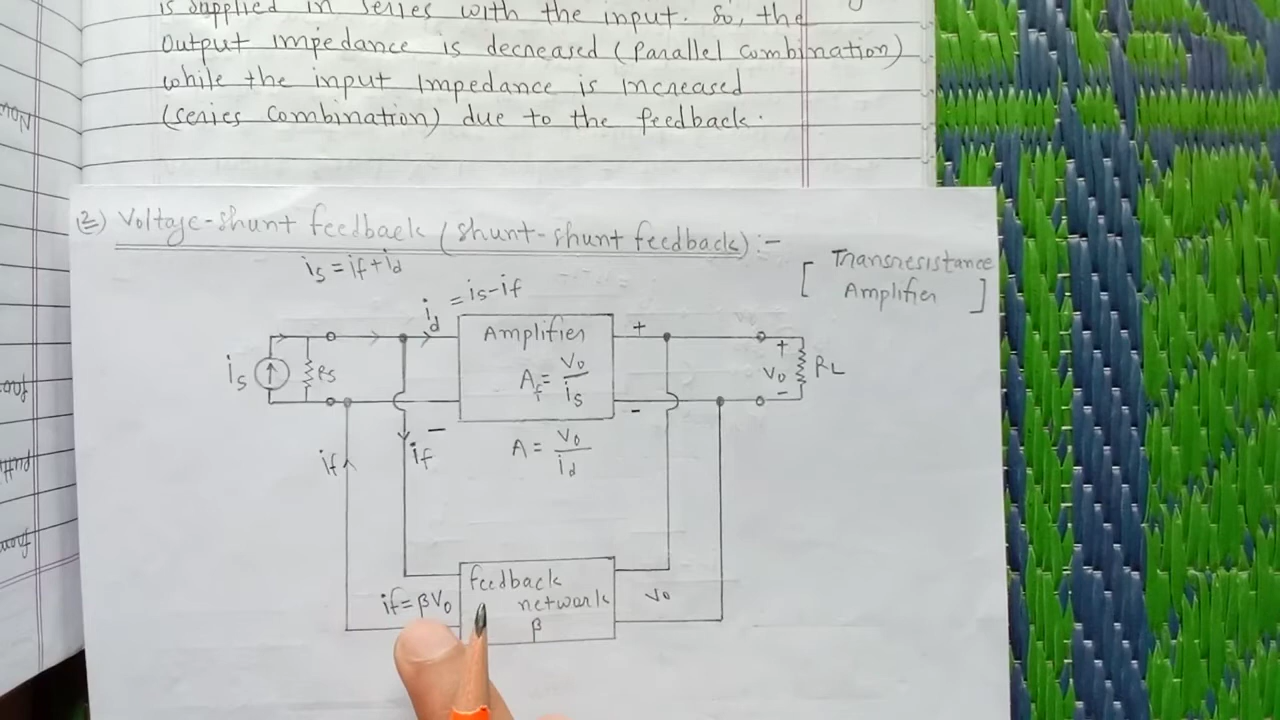 is supplied in series with the input. So, the
output impedance is decreased (parallel combination)
while the input impedance is increased
(series combination) due to the feedback.
(2) Voltage-shunt feedback (shunt-shunt feedback):-
is = if + id
[ Transresistance
Amplifier ]
id = is-if
Amplifier
Af = Vo/is
is
Rs
+
-
+
Vo
-
RL
A = Vo/id
-
if
if
if = βVo
feedback
network
β
Vo